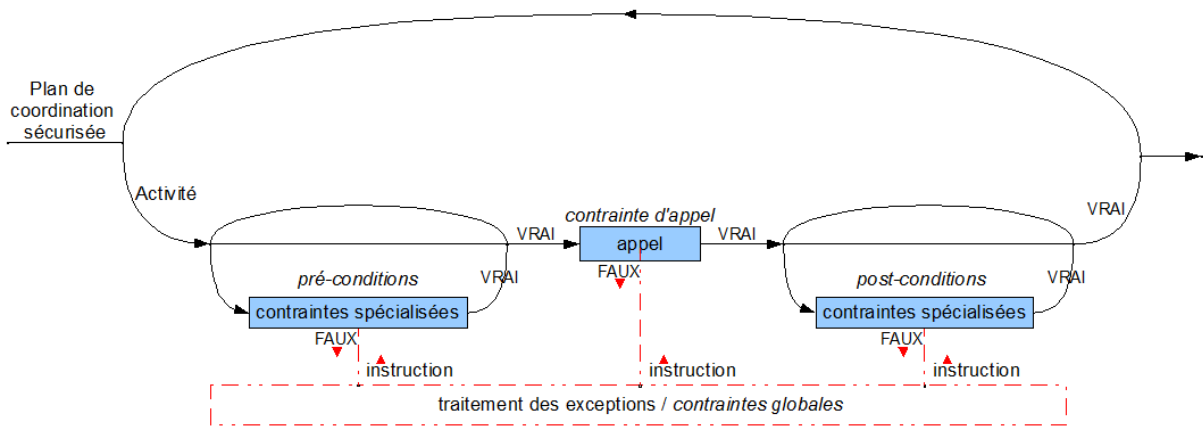 Plan de
coordination
sécurisée
Activité
contrainte d'appel
VRAI
appel
VRAI
VRAI
FAUX
pré-conditions
VRAI
post-conditions
VRAI
contraintes spécialisées
contraintes spécialisées
FAUX
FAUX
instruction
instruction
instruction
traitement des exceptions / contraintes globales